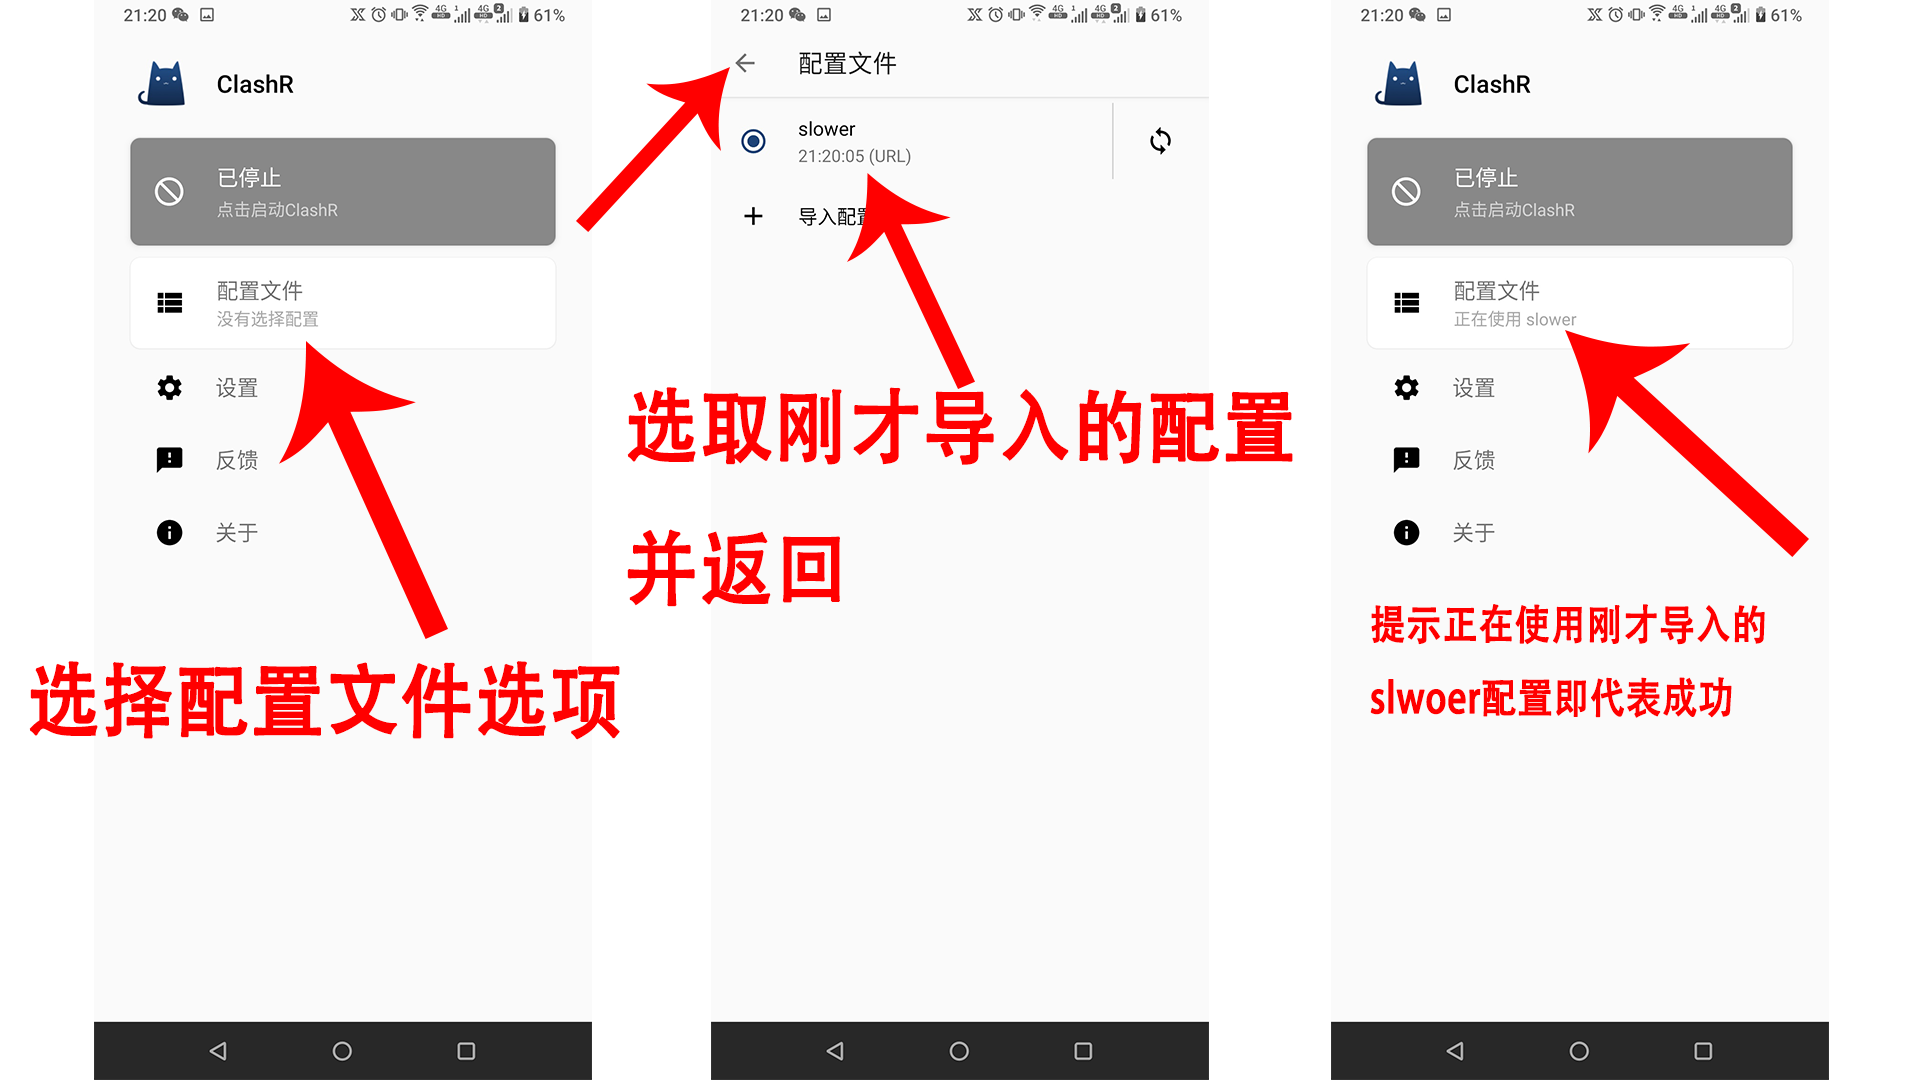 21:20
61%
ClashR
已停止
点击启动ClashR
配置文件
没有选择配置
设置
反馈
关于
选择配置文件选项
21:20
61%
配置文件
slower
21:20:05 (URL)
导入配置
选取刚才导入的配置
并返回
21:20
61%
ClashR
已停止
点击启动ClashR
配置文件
正在使用 slower
设置
反馈
关于
提示正在使用刚才导入的
slwoer配置即代表成功